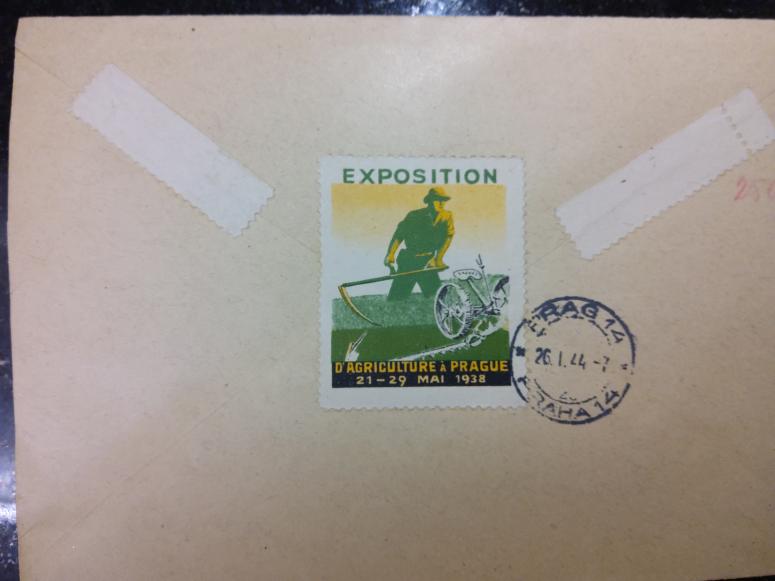 EXPOSITION
D'AGRICULTURE à PRAGUE
21-29 MAI 1938
PRAG 14
26.I.44-7
PRAHA 14